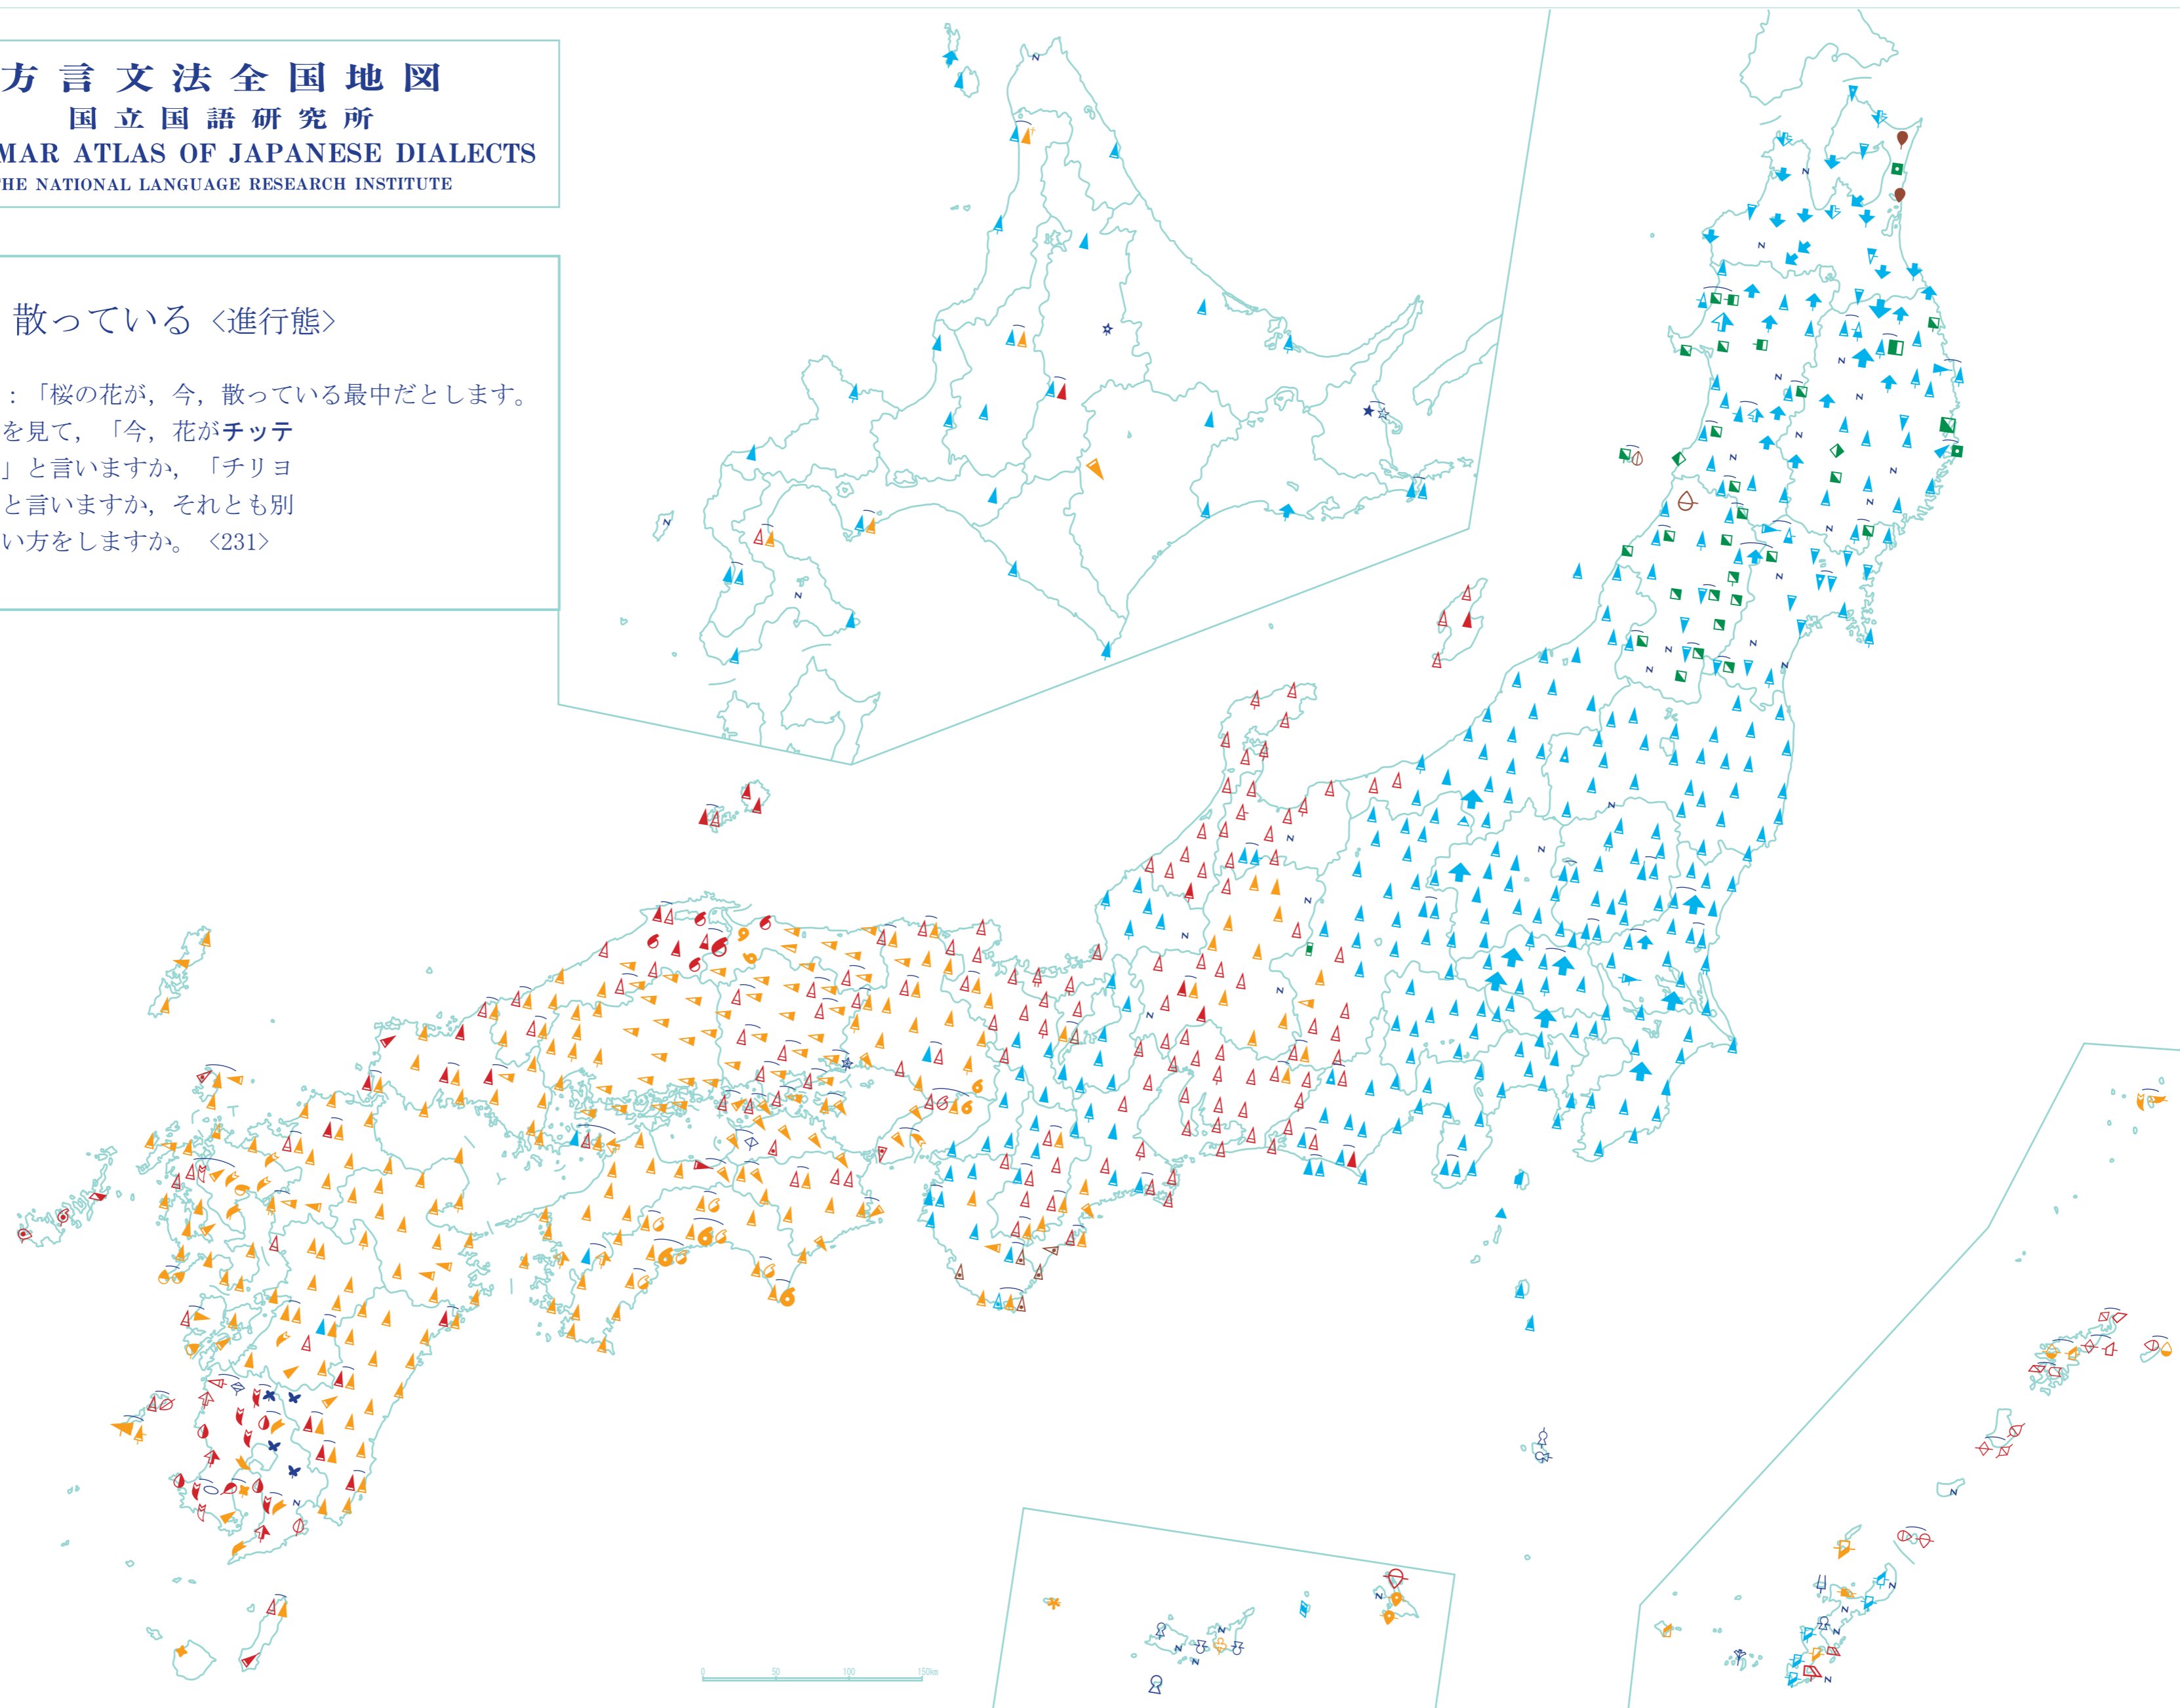 方言文法全国地図
国立国語研究所
MAR ATLAS OF JAPANESE DIALECTS
HE NATIONAL LANGUAGE RESEARCH INSTITUTE
散っている〈進行態〉
：「桜の花が，今，散っている最中だとします。
を見て，「今，花がチッテ
」と言いますか，「チリヨ
と言いますか，それとも別
い方をしますか。〈231〉
0 50 100 150km